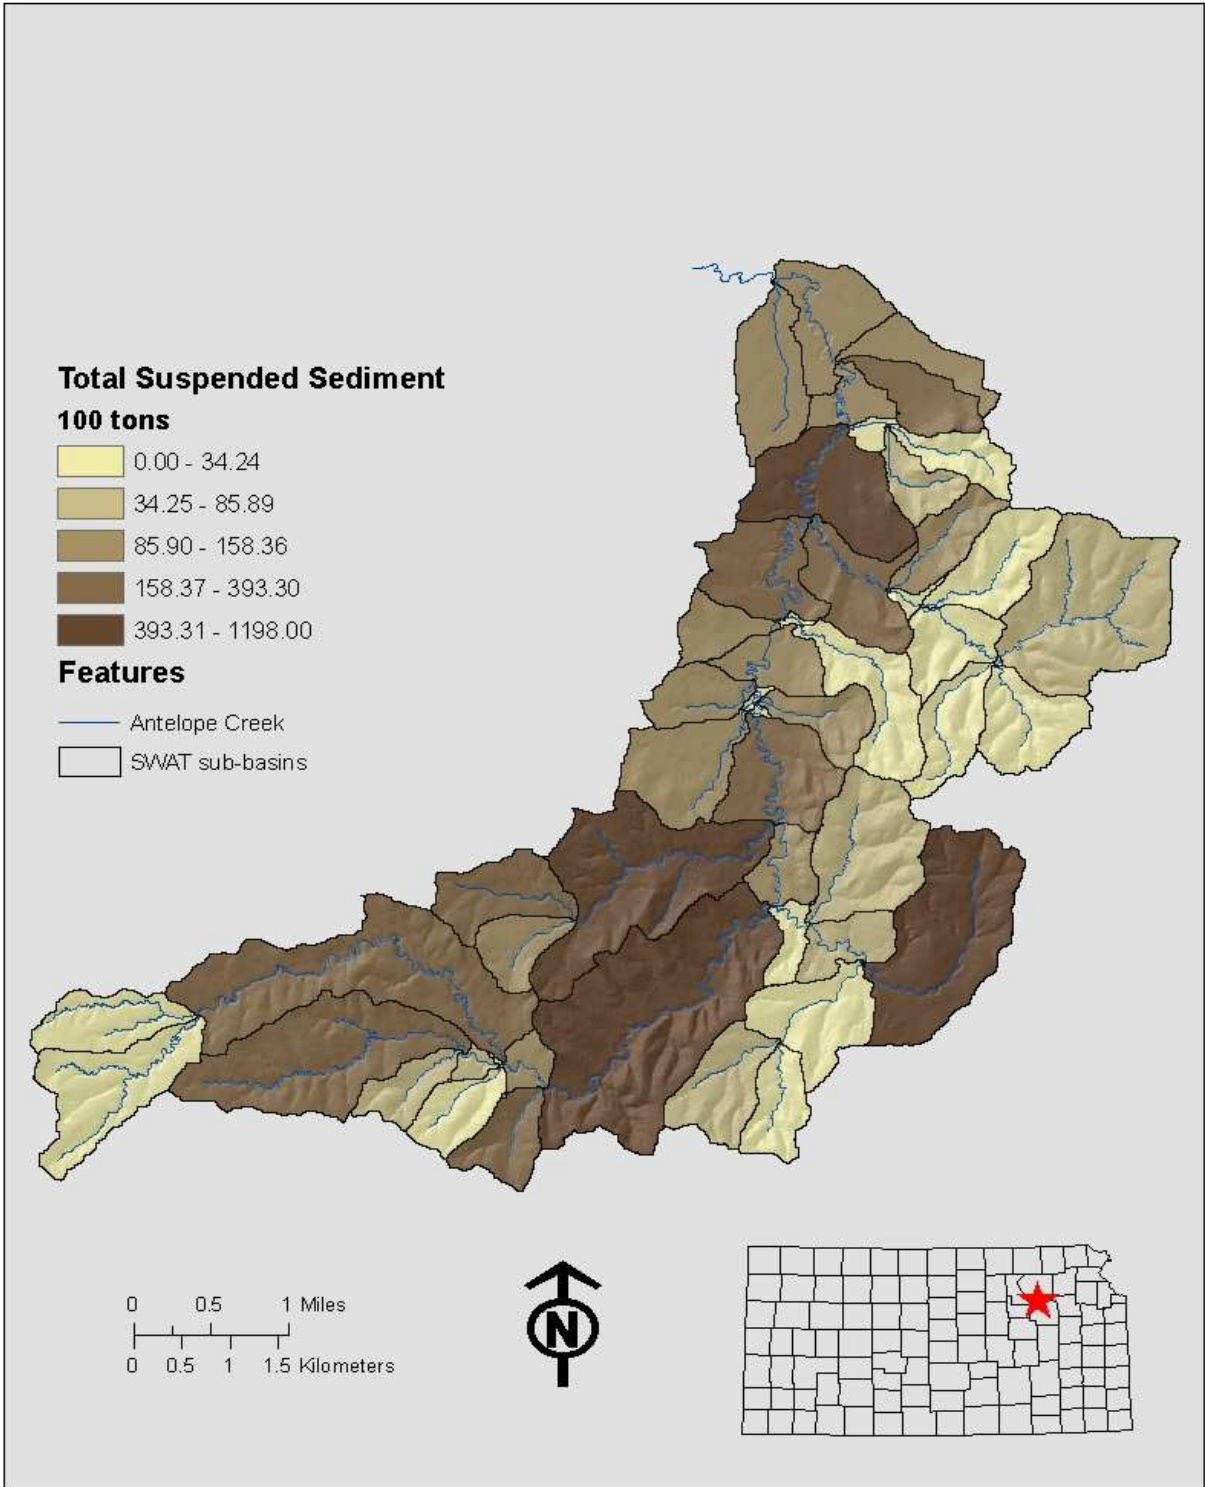 Total Suspended Sediment
100 tons
0.00 - 34.24
34.25 - 85.89
85.90 - 158.36
158.37 - 393.30
393.31 - 1198.00
Features
Antelope Creek
SWAT sub-basins
0 0.5 1 Miles
0 0.5 1 1.5 Kilometers
N